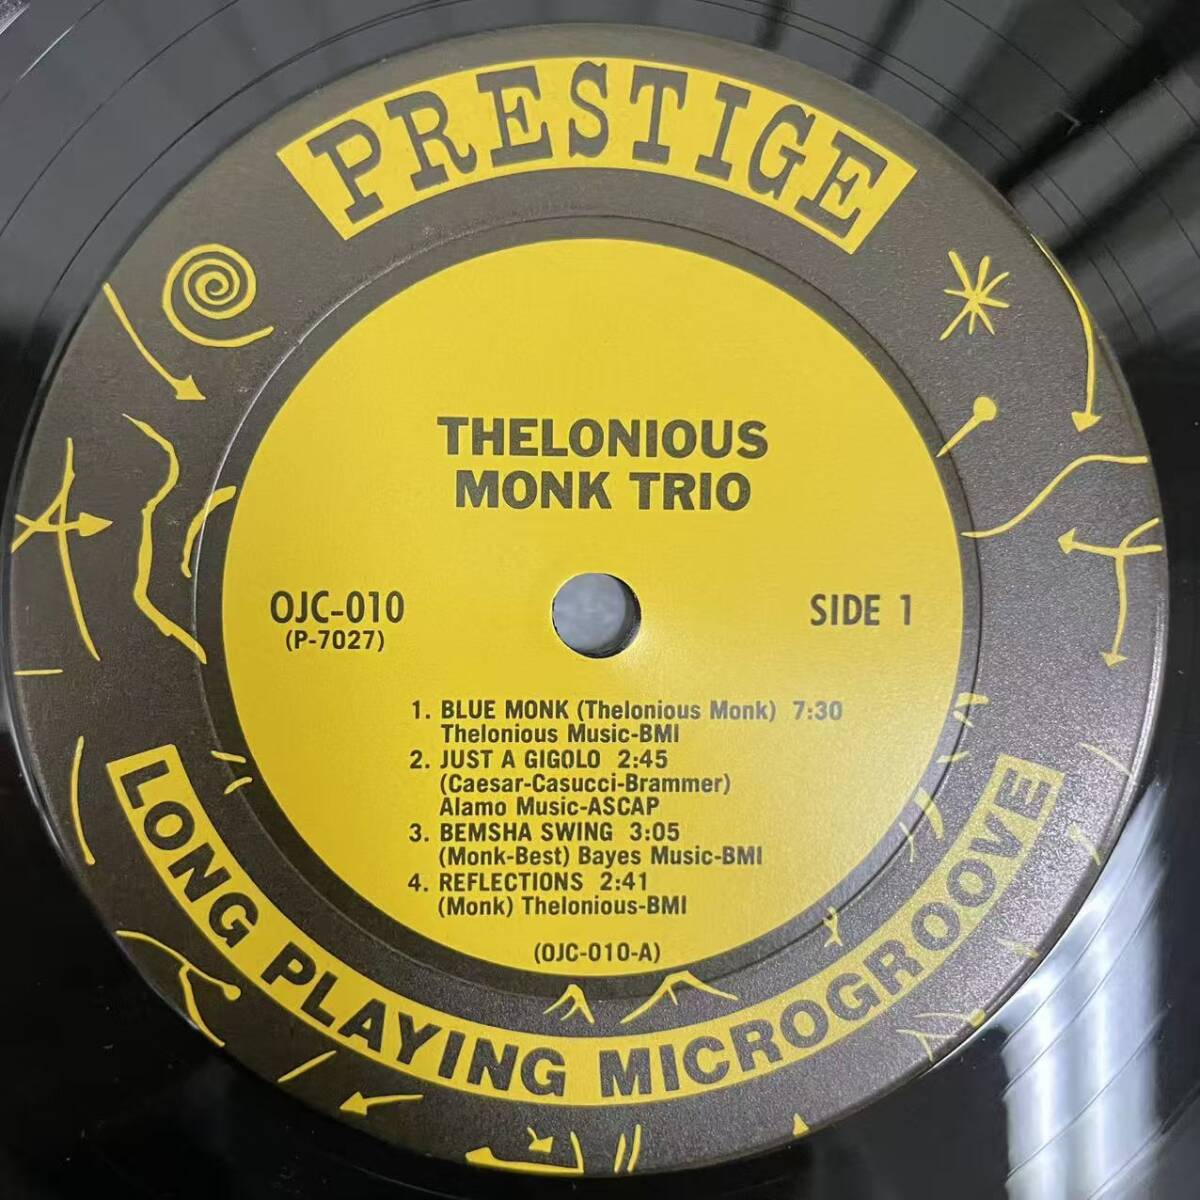 PRESTIGE
THELONIOUS
MONK TRIO
OJC-010
(P-7027)
SIDE 1
1. BLUE MONK (Thelonious Monk) 7:30
Thelonious Music-BMI
2. JUST A GIGOLO 2:45
(Caesar-Casucci-Brammer)
Alamo Music-ASCAP
3. BEMSHA SWING 3:05
(Monk-Best) Bayes Music-BMI
4. REFLECTIONS 2:41
(Monk) Thelonious-BMI
(OJC-010-A)
LONG PLAYING MICROGROOVE